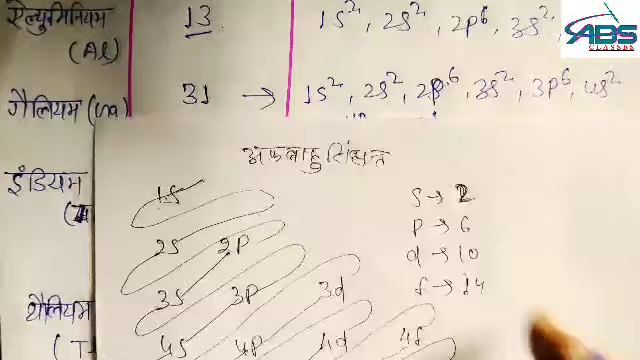 ऐल्युमिनियम 13 1S², 2S², 2P⁶, 3S²,
(Al)
ABS
CLASSES
गैलियम (Ga) 31 → 1S², 2S², 2P⁶, 3S², 3P⁶, 4S²
इंडियम
थैलियम
1S
2S 2P
3S 3P 3d
4S 4P 4d 4f
S → 2
P → 6
d → 10
f → 14